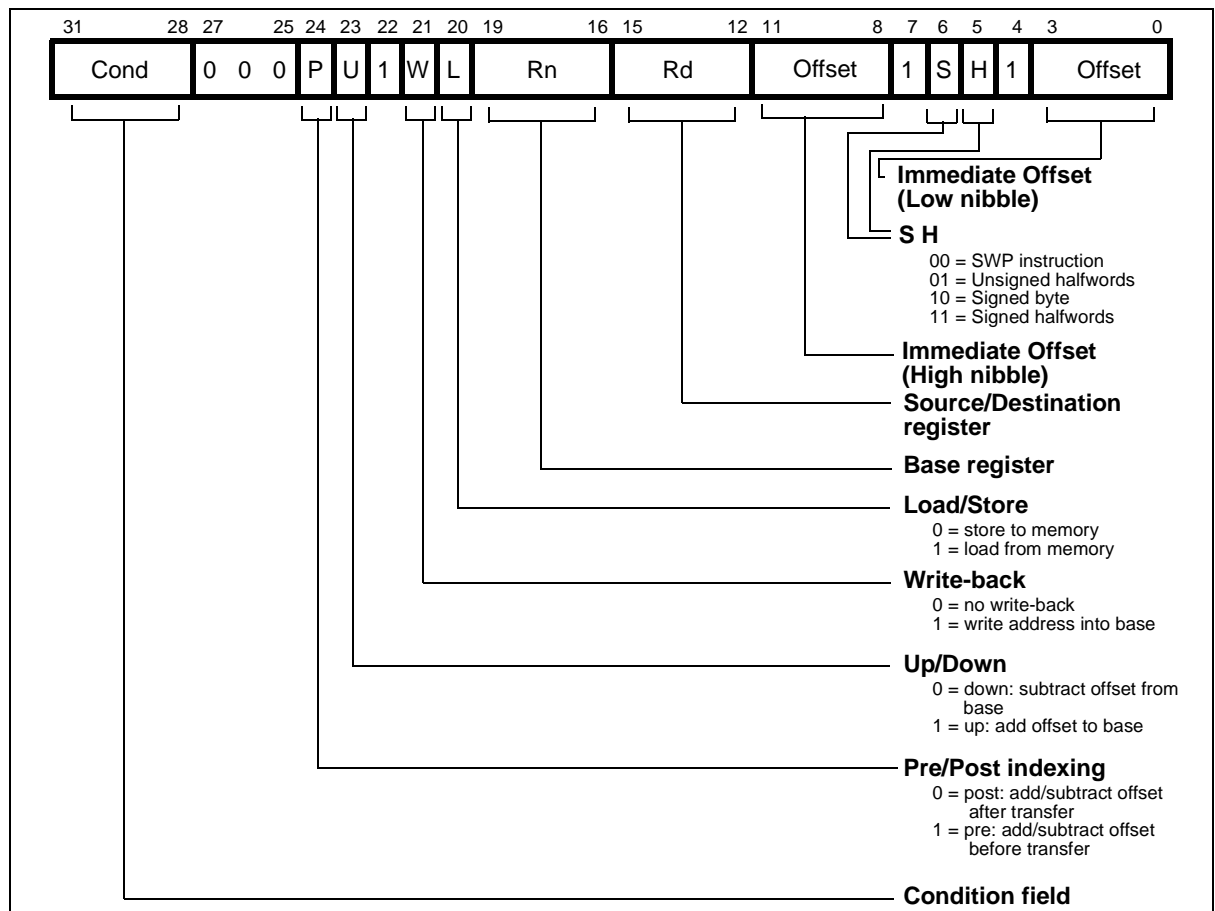 31 28 27 25 24 23 22 21 20 19 16 15 12 11 8 7 6 5 4 3 0
Cond 0 0 0 P U 1 W L Rn Rd Offset 1 S H 1 Offset
Immediate Offset
(Low nibble)
S H
00 = SWP instruction
01 = Unsigned halfwords
10 = Signed byte
11 = Signed halfwords
Immediate Offset
(High nibble)
Source/Destination
register
Base register
Load/Store
0 = store to memory
1 = load from memory
Write-back
0 = no write-back
1 = write address into base
Up/Down
0 = down: subtract offset from
base
1 = up: add offset to base
Pre/Post indexing
0 = post: add/subtract offset
after transfer
1 = pre: add/subtract offset
before transfer
Condition field